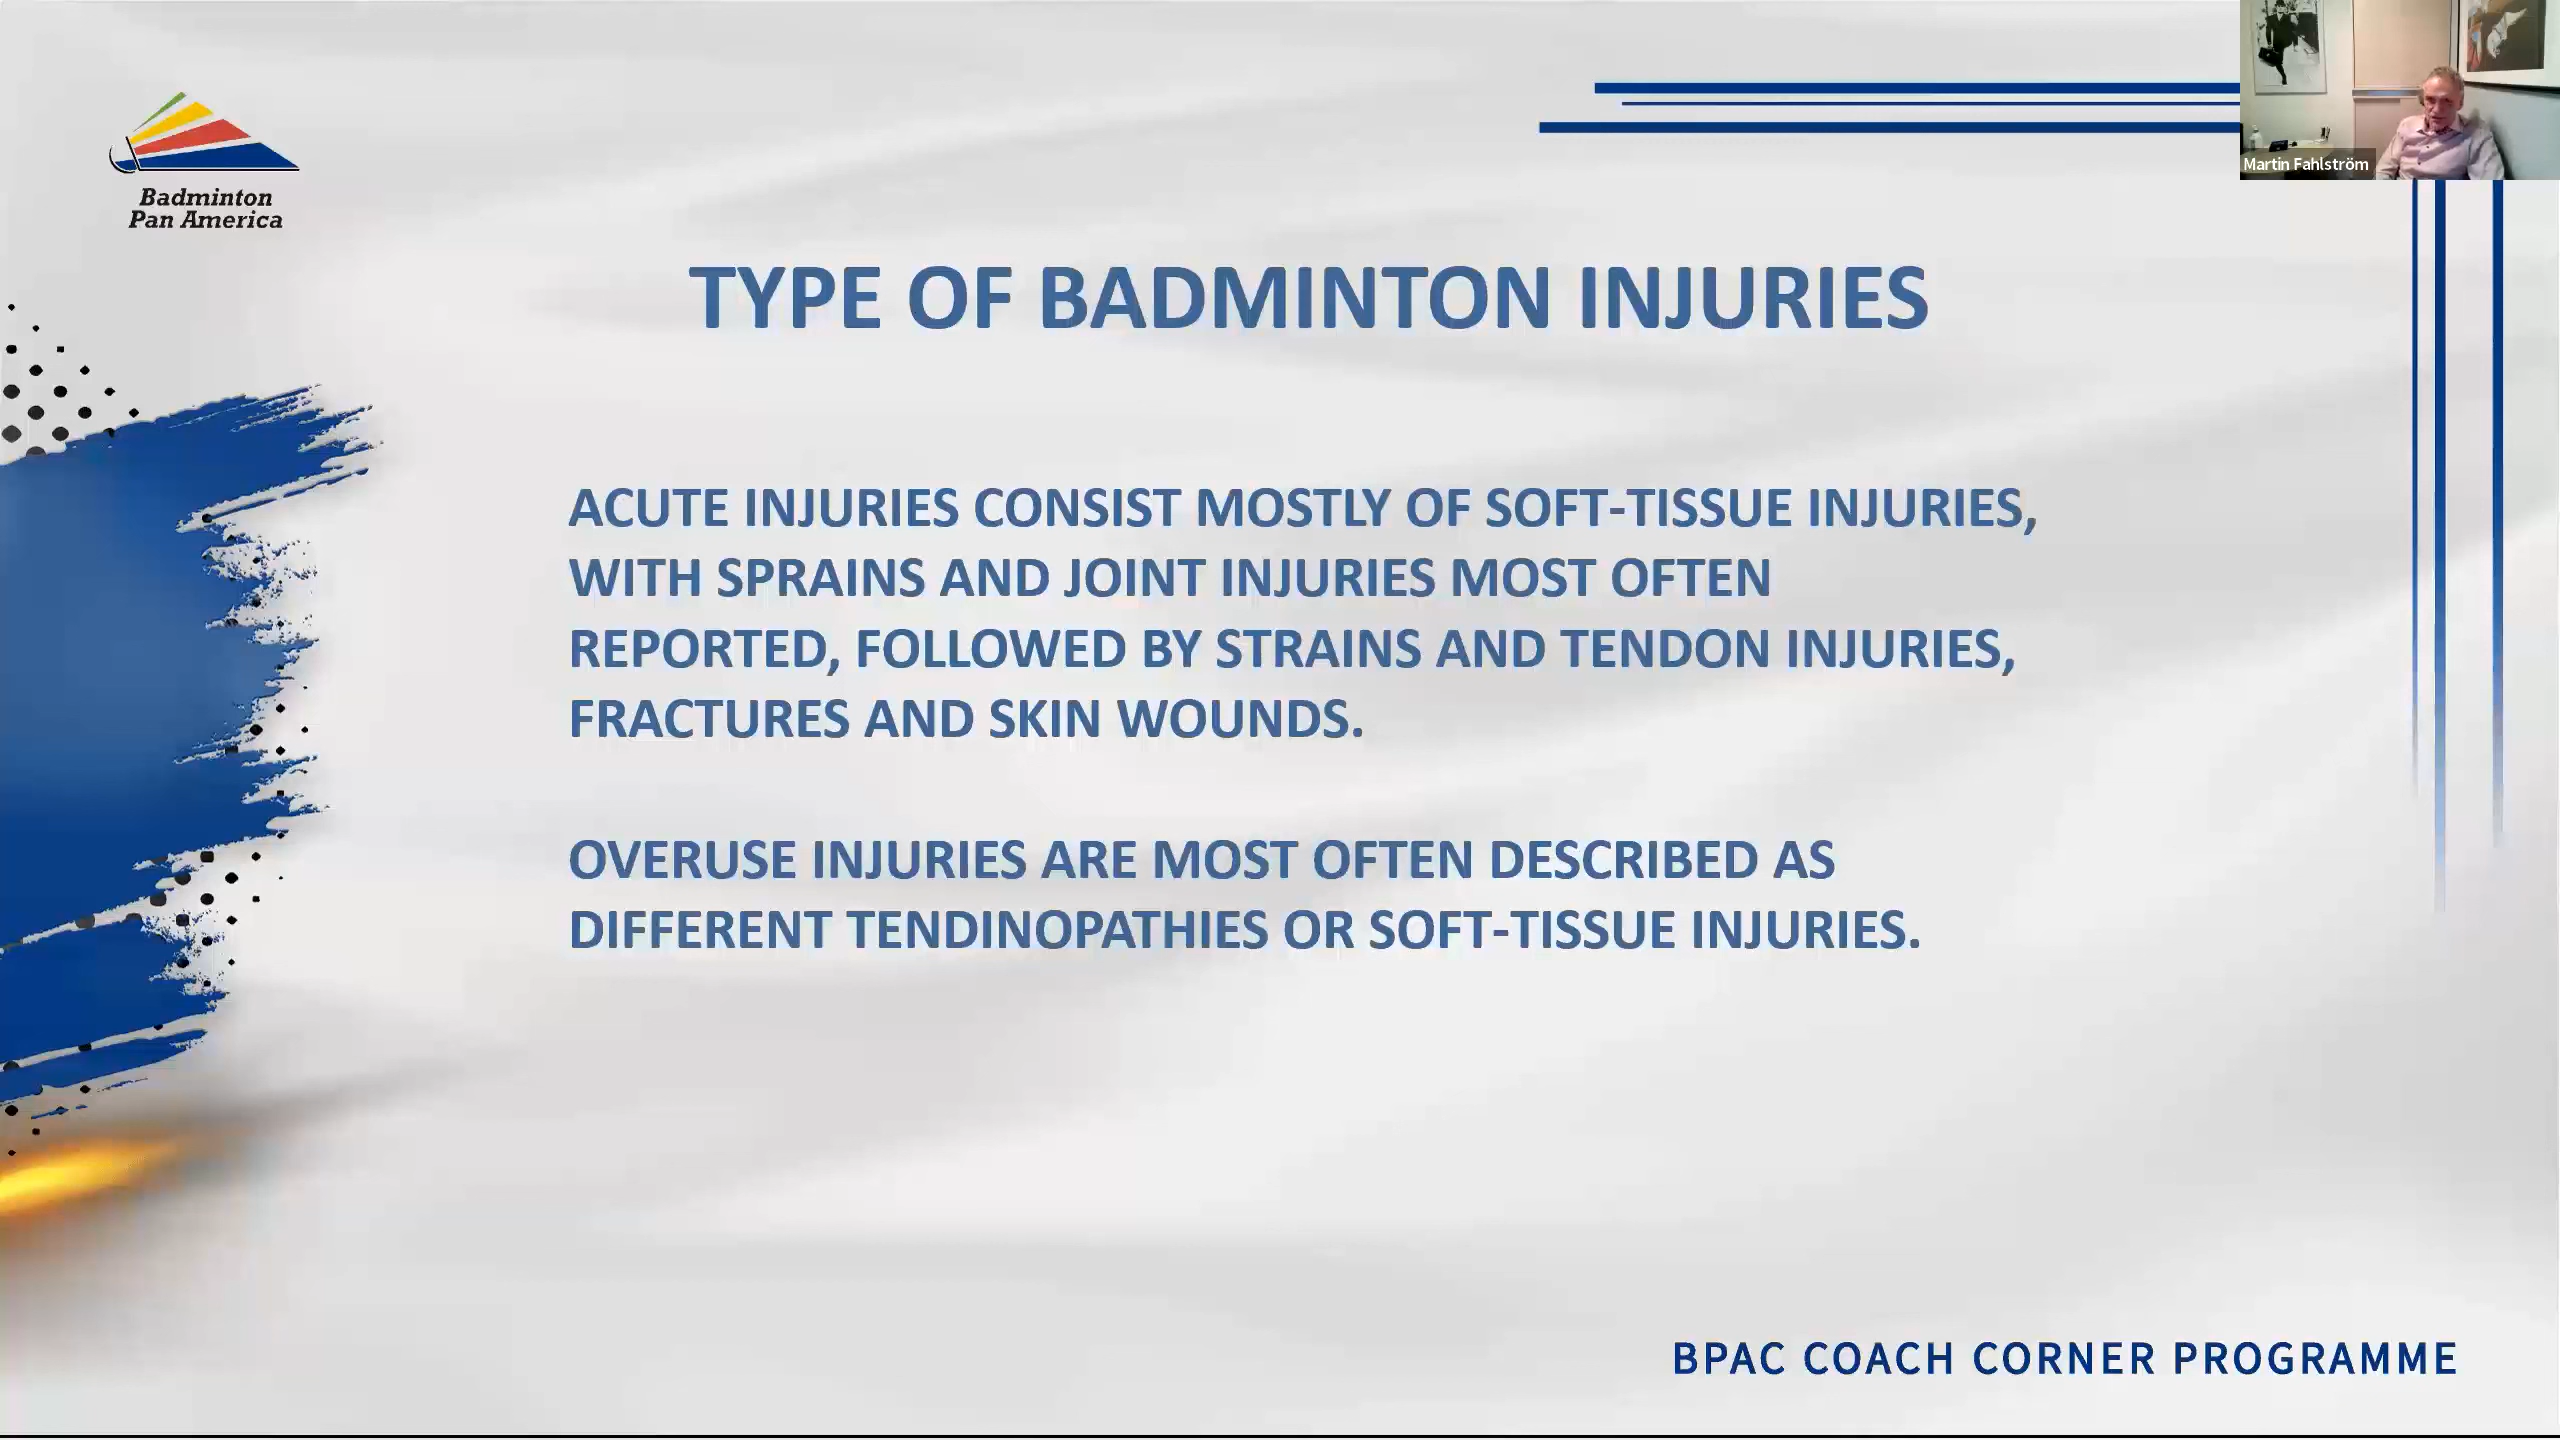 Martin Fahlström
Badminton
Pan America
TYPE OF BADMINTON INJURIES
ACUTE INJURIES CONSIST MOSTLY OF SOFT-TISSUE INJURIES,
WITH SPRAINS AND JOINT INJURIES MOST OFTEN
REPORTED, FOLLOWED BY STRAINS AND TENDON INJURIES,
FRACTURES AND SKIN WOUNDS.
OVERUSE INJURIES ARE MOST OFTEN DESCRIBED AS
DIFFERENT TENDINOPATHIES OR SOFT-TISSUE INJURIES.
BPAC COACH CORNER PROGRAMME